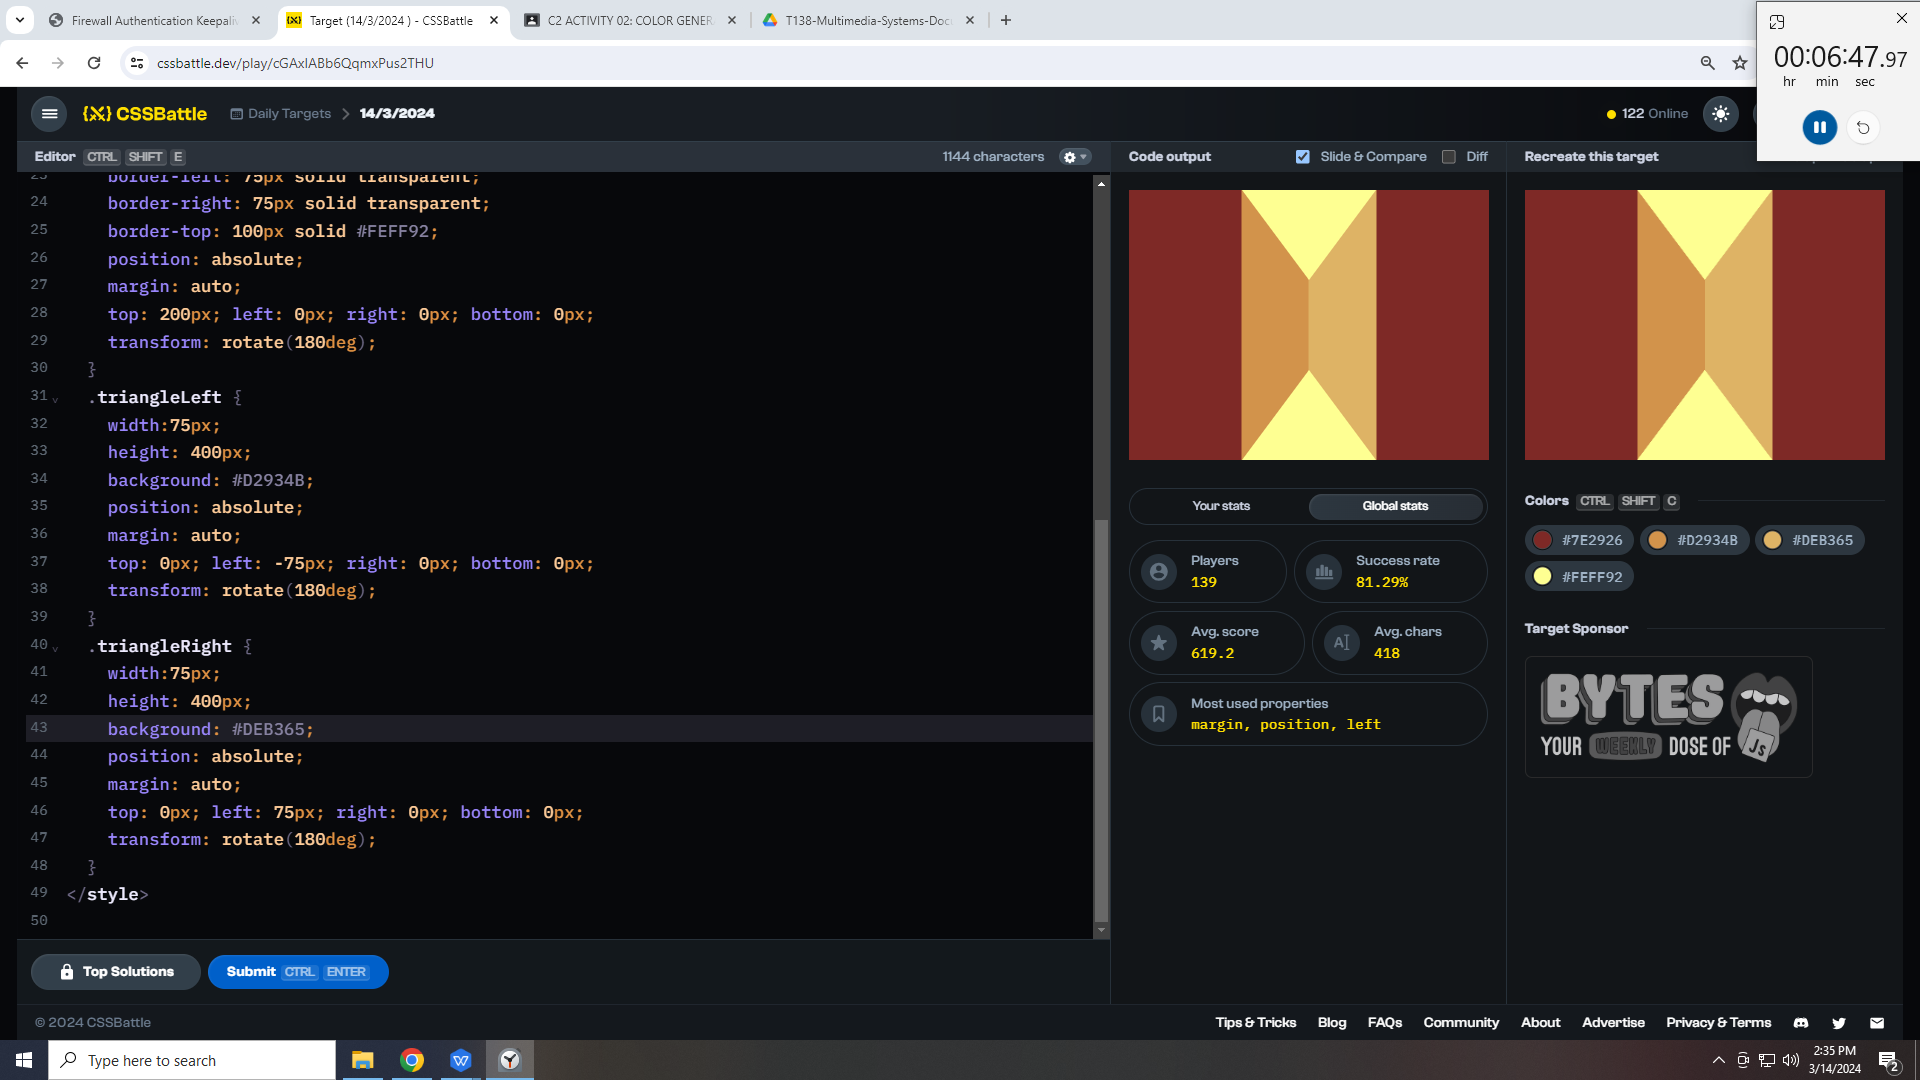 Firewall Authentication Keepaliv
Target (14/3/2024 ) - CSSBattle
C2 ACTIVITY 02: COLOR GENER
T138-Multimedia-Systems-Doc
cssbattle.dev/play/cGAxlABb6QqmxPus2THU
00:06:47.97
hr min sec
CSSBattle
Daily Targets
14/3/2024
122 Online
Editor CTRL SHIFT E
1144 characters
Code output
Slide & Compare
Diff
Recreate this target
23 border-left: 75px solid transparent;
24 border-right: 75px solid transparent;
25 border-top: 100px solid #FEFF92;
26 position: absolute;
27 margin: auto;
28 top: 200px; left: 0px; right: 0px; bottom: 0px;
29 transform: rotate(180deg);
30 }
31 .triangleLeft {
32 width:75px;
33 height: 400px;
34 background: #D2934B;
35 position: absolute;
36 margin: auto;
37 top: 0px; left: -75px; right: 0px; bottom: 0px;
38 transform: rotate(180deg);
39 }
40 .triangleRight {
41 width:75px;
42 height: 400px;
43 background: #DEB365;
44 position: absolute;
45 margin: auto;
46 top: 0px; left: 75px; right: 0px; bottom: 0px;
47 transform: rotate(180deg);
48 }
49 </style>
50
Your stats
Global stats
Players
139
Success rate
81.29%
Avg. score
619.2
Avg. chars
418
Most used properties
margin, position, left
Colors CTRL SHIFT C
#7E2926
#D2934B
#DEB365
#FEFF92
Target Sponsor
BYTES
YOUR WEEKLY DOSE OF JS
Top Solutions
Submit CTRL ENTER
© 2024 CSSBattle
Tips & Tricks
Blog
FAQs
Community
About
Advertise
Privacy & Terms
Type here to search
2:35 PM
3/14/2024
2